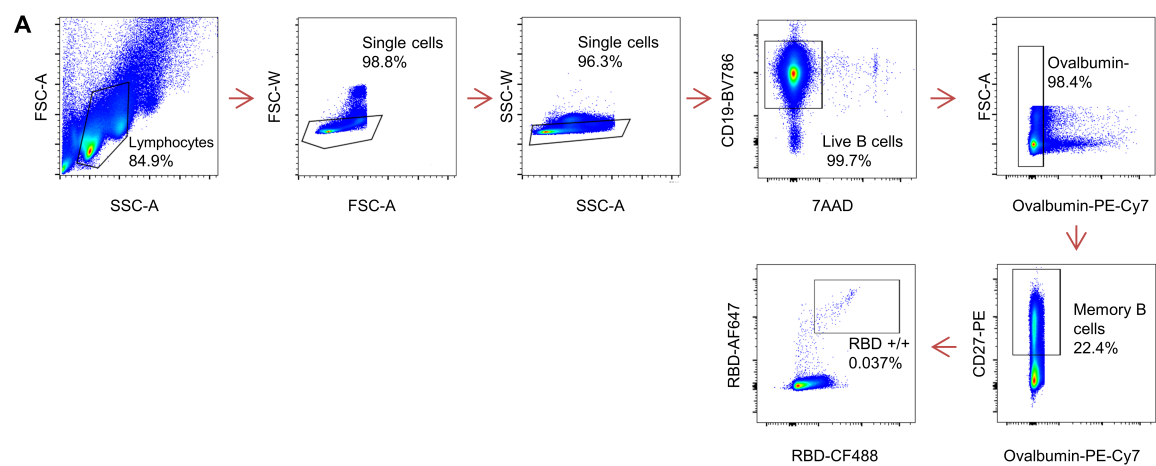 A
FSC-A
Lymphocytes
84.9%
SSC-A
FSC-W
Single cells
98.8%
FSC-A
SSC-W
Single cells
96.3%
SSC-A
CD19-BV786
Live B cells
99.7%
7AAD
FSC-A
Ovalbumin-
98.4%
Ovalbumin-PE-Cy7
CD27-PE
Memory B
cells
22.4%
Ovalbumin-PE-Cy7
RBD-AF647
RBD +/+
0.037%
RBD-CF488